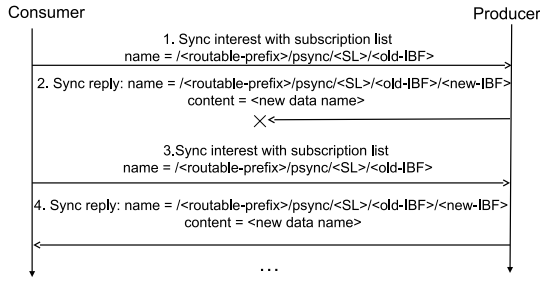 Consumer
Producer
1. Sync interest with subscription list
name = /<routable-prefix>/psync/<SL>/<old-IBF>
2. Sync reply: name = /<routable-prefix>/psync/<SL>/<old-IBF>/<new-IBF>
content = <new data name>
3.Sync interest with subscription list
name = /<routable-prefix>/psync/<SL>/<old-IBF>
4. Sync reply: name = /<routable-prefix>/psync/<SL>/<old-IBF>/<new-IBF>
content = <new data name>
...